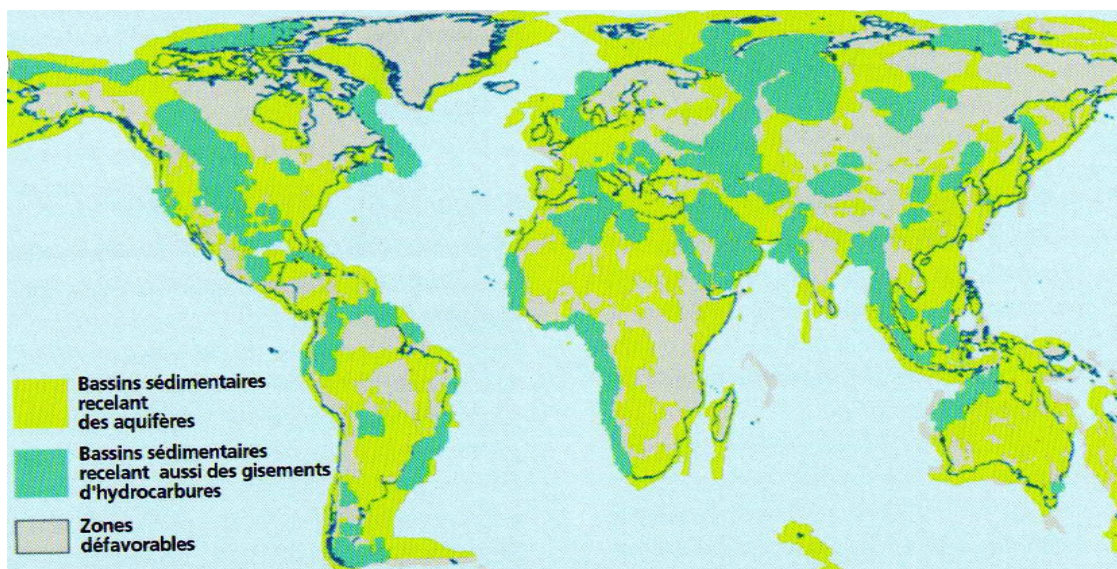 Bassins sédimentaires
recelant
des aquifères
Bassins sédimentaires
recelant aussi des gisements
d'hydrocarbures
Zones
défavorables